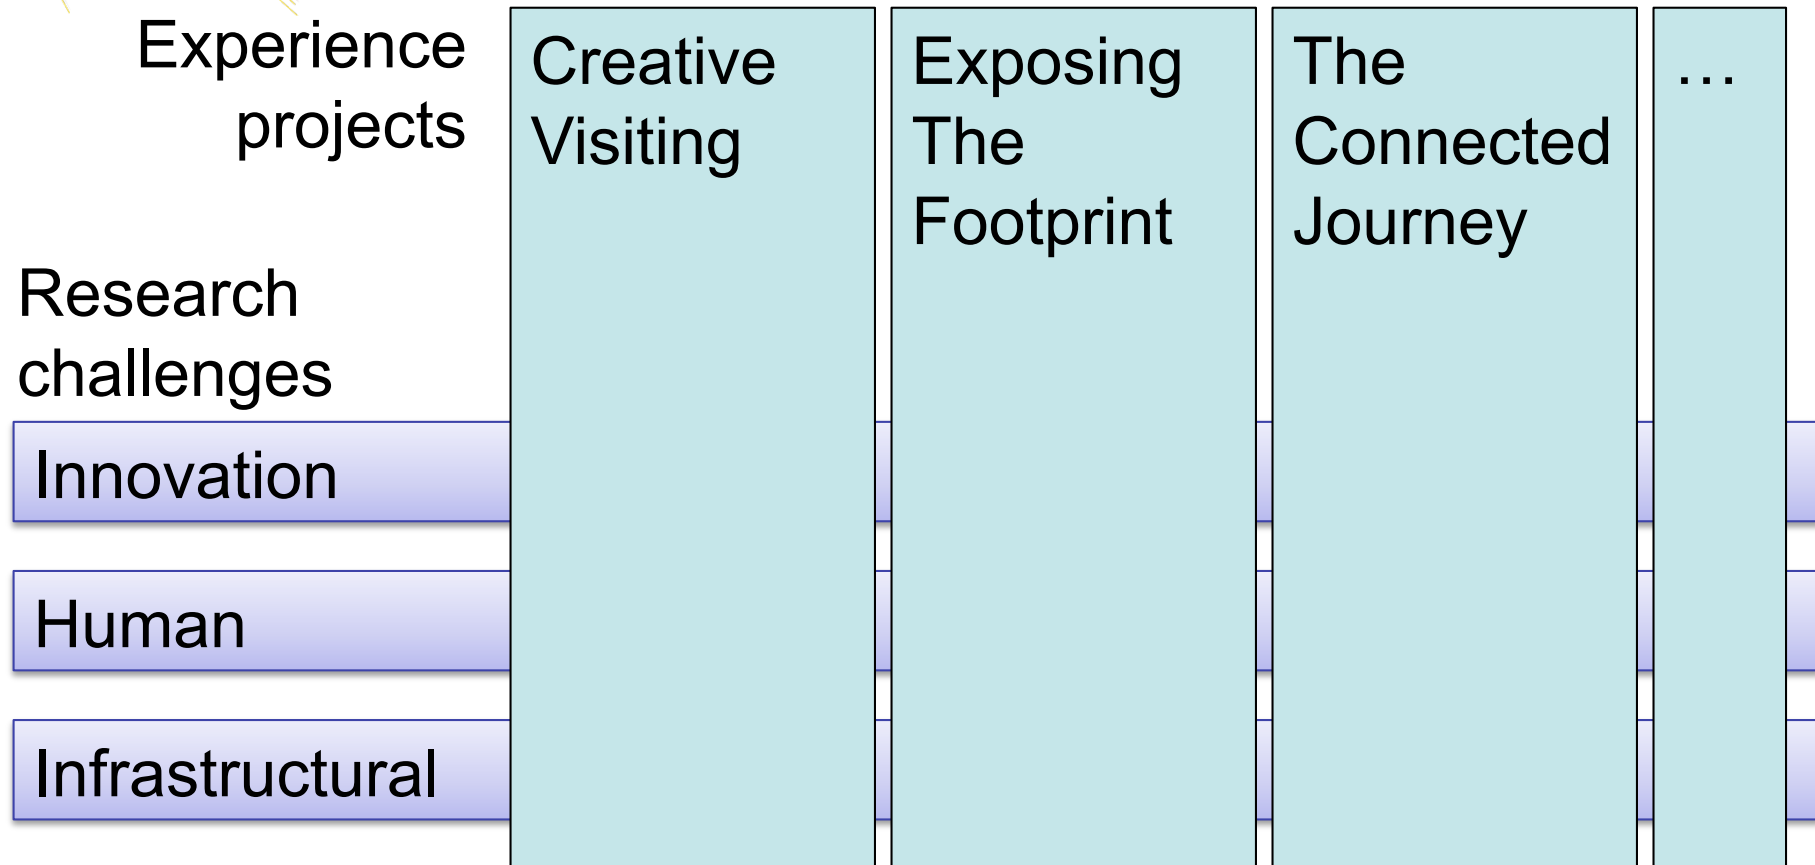 Experience
projects
Creative
Visiting
Exposing
The
Footprint
The
Connected
Journey
…
Research
challenges
Innovation
Human
Infrastructural